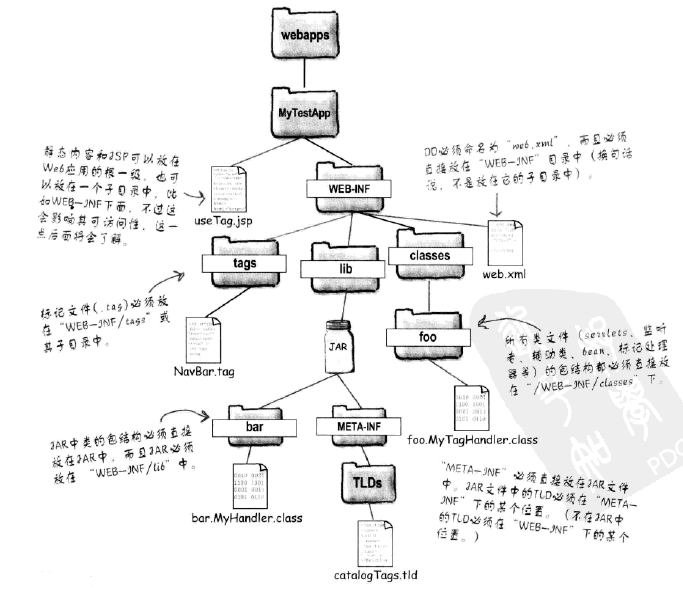 webapps
MyTestApp
静态内容和JSP可以放在
Web应用的根一级，也可
以放在一个子目录中，比
如WEB-INF下面，不过这
会影响其可访问性，这一
点后面将会了解。
useTag.jsp
WEB-INF
DD必须命名为“web.xml”，而且必须
直接放在“WEB-INF”目录中（换句话
说，不是放在它的子目录中）。
web.xml
tags
lib
classes
标记文件(.tag)必须放
在“WEB-INF/tags”或
其子目录中。
NavBar.tag
JAR
foo
所有类文件（servlets、监听
者、辅助类、bean、标记处理
器等）的包结构都必须直接放
在“/WEB-INF/classes”下。
foo.MyTagHandler.class
JAR中类的包结构必须直接
放在JAR中，而且JAR必须
放在“WEB-INF/lib”中。
bar
META-INF
bar.MyHandler.class
TLDs
catalogTags.tld
“META-INF”必须直接放在JAR文件
中。JAR文件中的TLD必须在“META-
INF”下的某个位置。（不在JAR中
的TLD必须在“WEB-INF”下的某个
位置。）
PDG